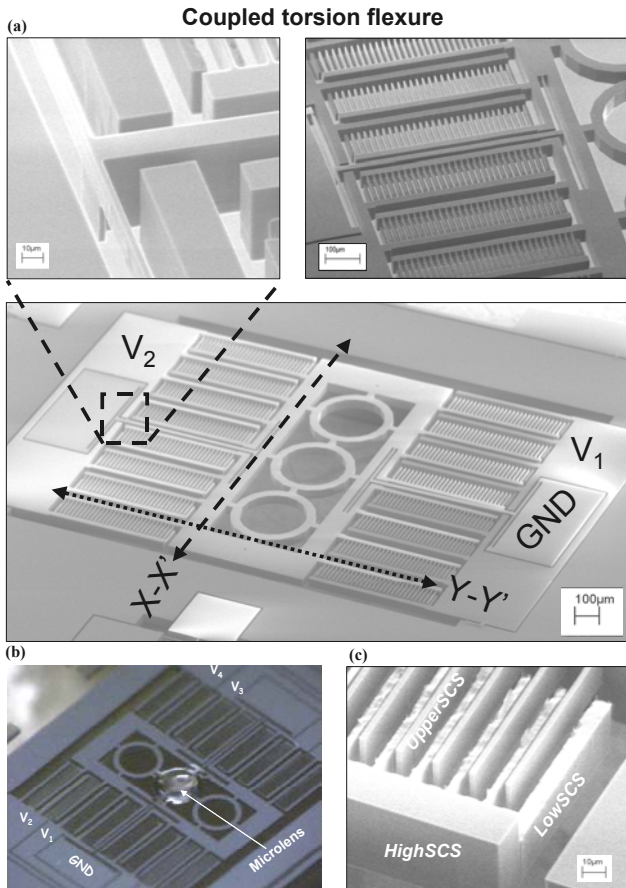 Coupled torsion flexure
(a)
10µm
100µm
V2
V1
GND
X-X'
Y-Y'
100µm
(b)
V4
V3
V2
V1
GND
Microlens
(c)
UpperSCS
LowSCS
HighSCS
10µm